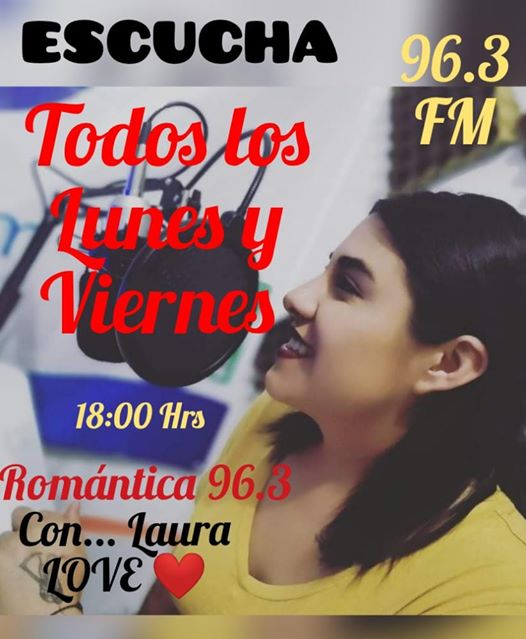 ESCUCHA
96.3
FM
Todos los
Lunes y
Viernes
18:00 Hrs
Romántica 96.3
Con... Laura
LOVE ❤️